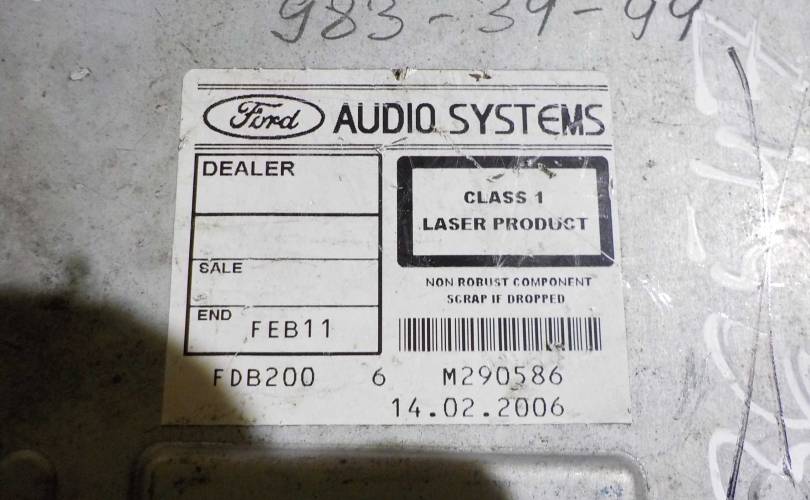 983-39-99
Ford AUDIO SYSTEMS
DEALER
CLASS 1
LASER PRODUCT
SALE
NON ROBUST COMPONENT
SCRAP IF DROPPED
END FEB11
FDB200 6 M290586
14.02.2006